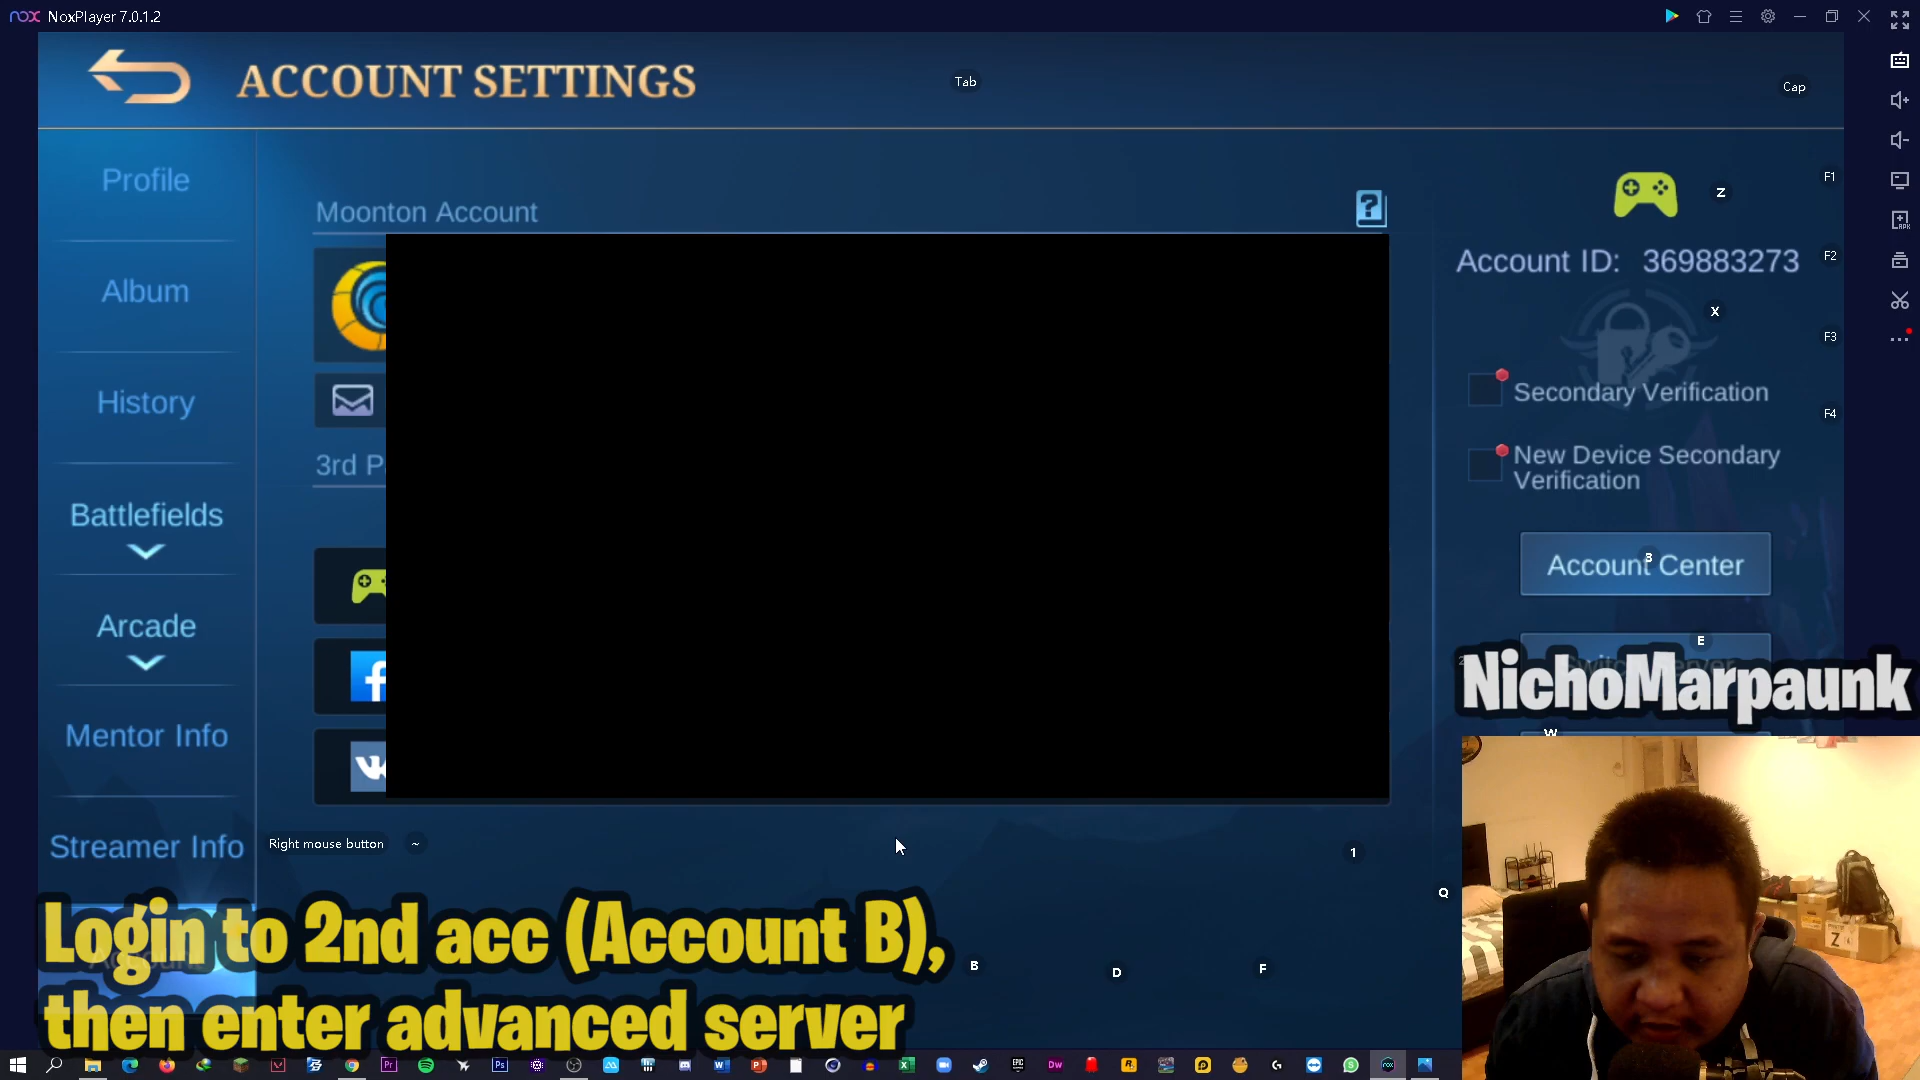 nox NoxPlayer 7.0.1.2
ACCOUNT SETTINGS
Tab
Cap
Profile
Album
History
Battlefields
Arcade
Mentor Info
Streamer Info
Moonton Account
?
3rd P
Z
Account ID: 369883273
X
Secondary Verification
New Device Secondary
Verification
Account Center
3
E
F1
F2
F3
F4
NichoMarpaunk
W
Right mouse button
~
1
Q
B
D
F
Login to 2nd acc (Account B),
then enter advanced server